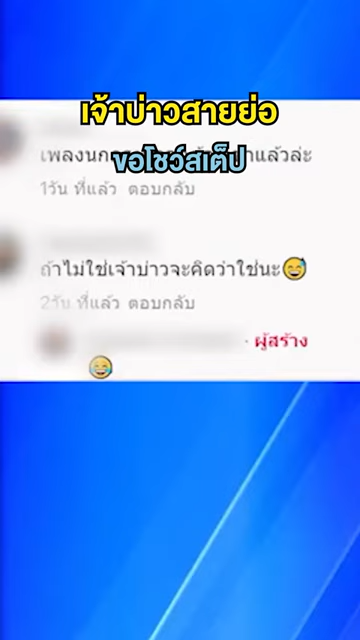 เจ้าบ่าวสายย่อ
ขอโชว์สเต็ป
เพลงนก
แล้วล่ะ
1วัน ที่แล้ว ตอบกลับ
ถ้าไม่ใช่เจ้าบ่าวจะคิดว่าใช่นะ😅
2วัน ที่แล้ว ตอบกลับ
· ผู้สร้าง
😂